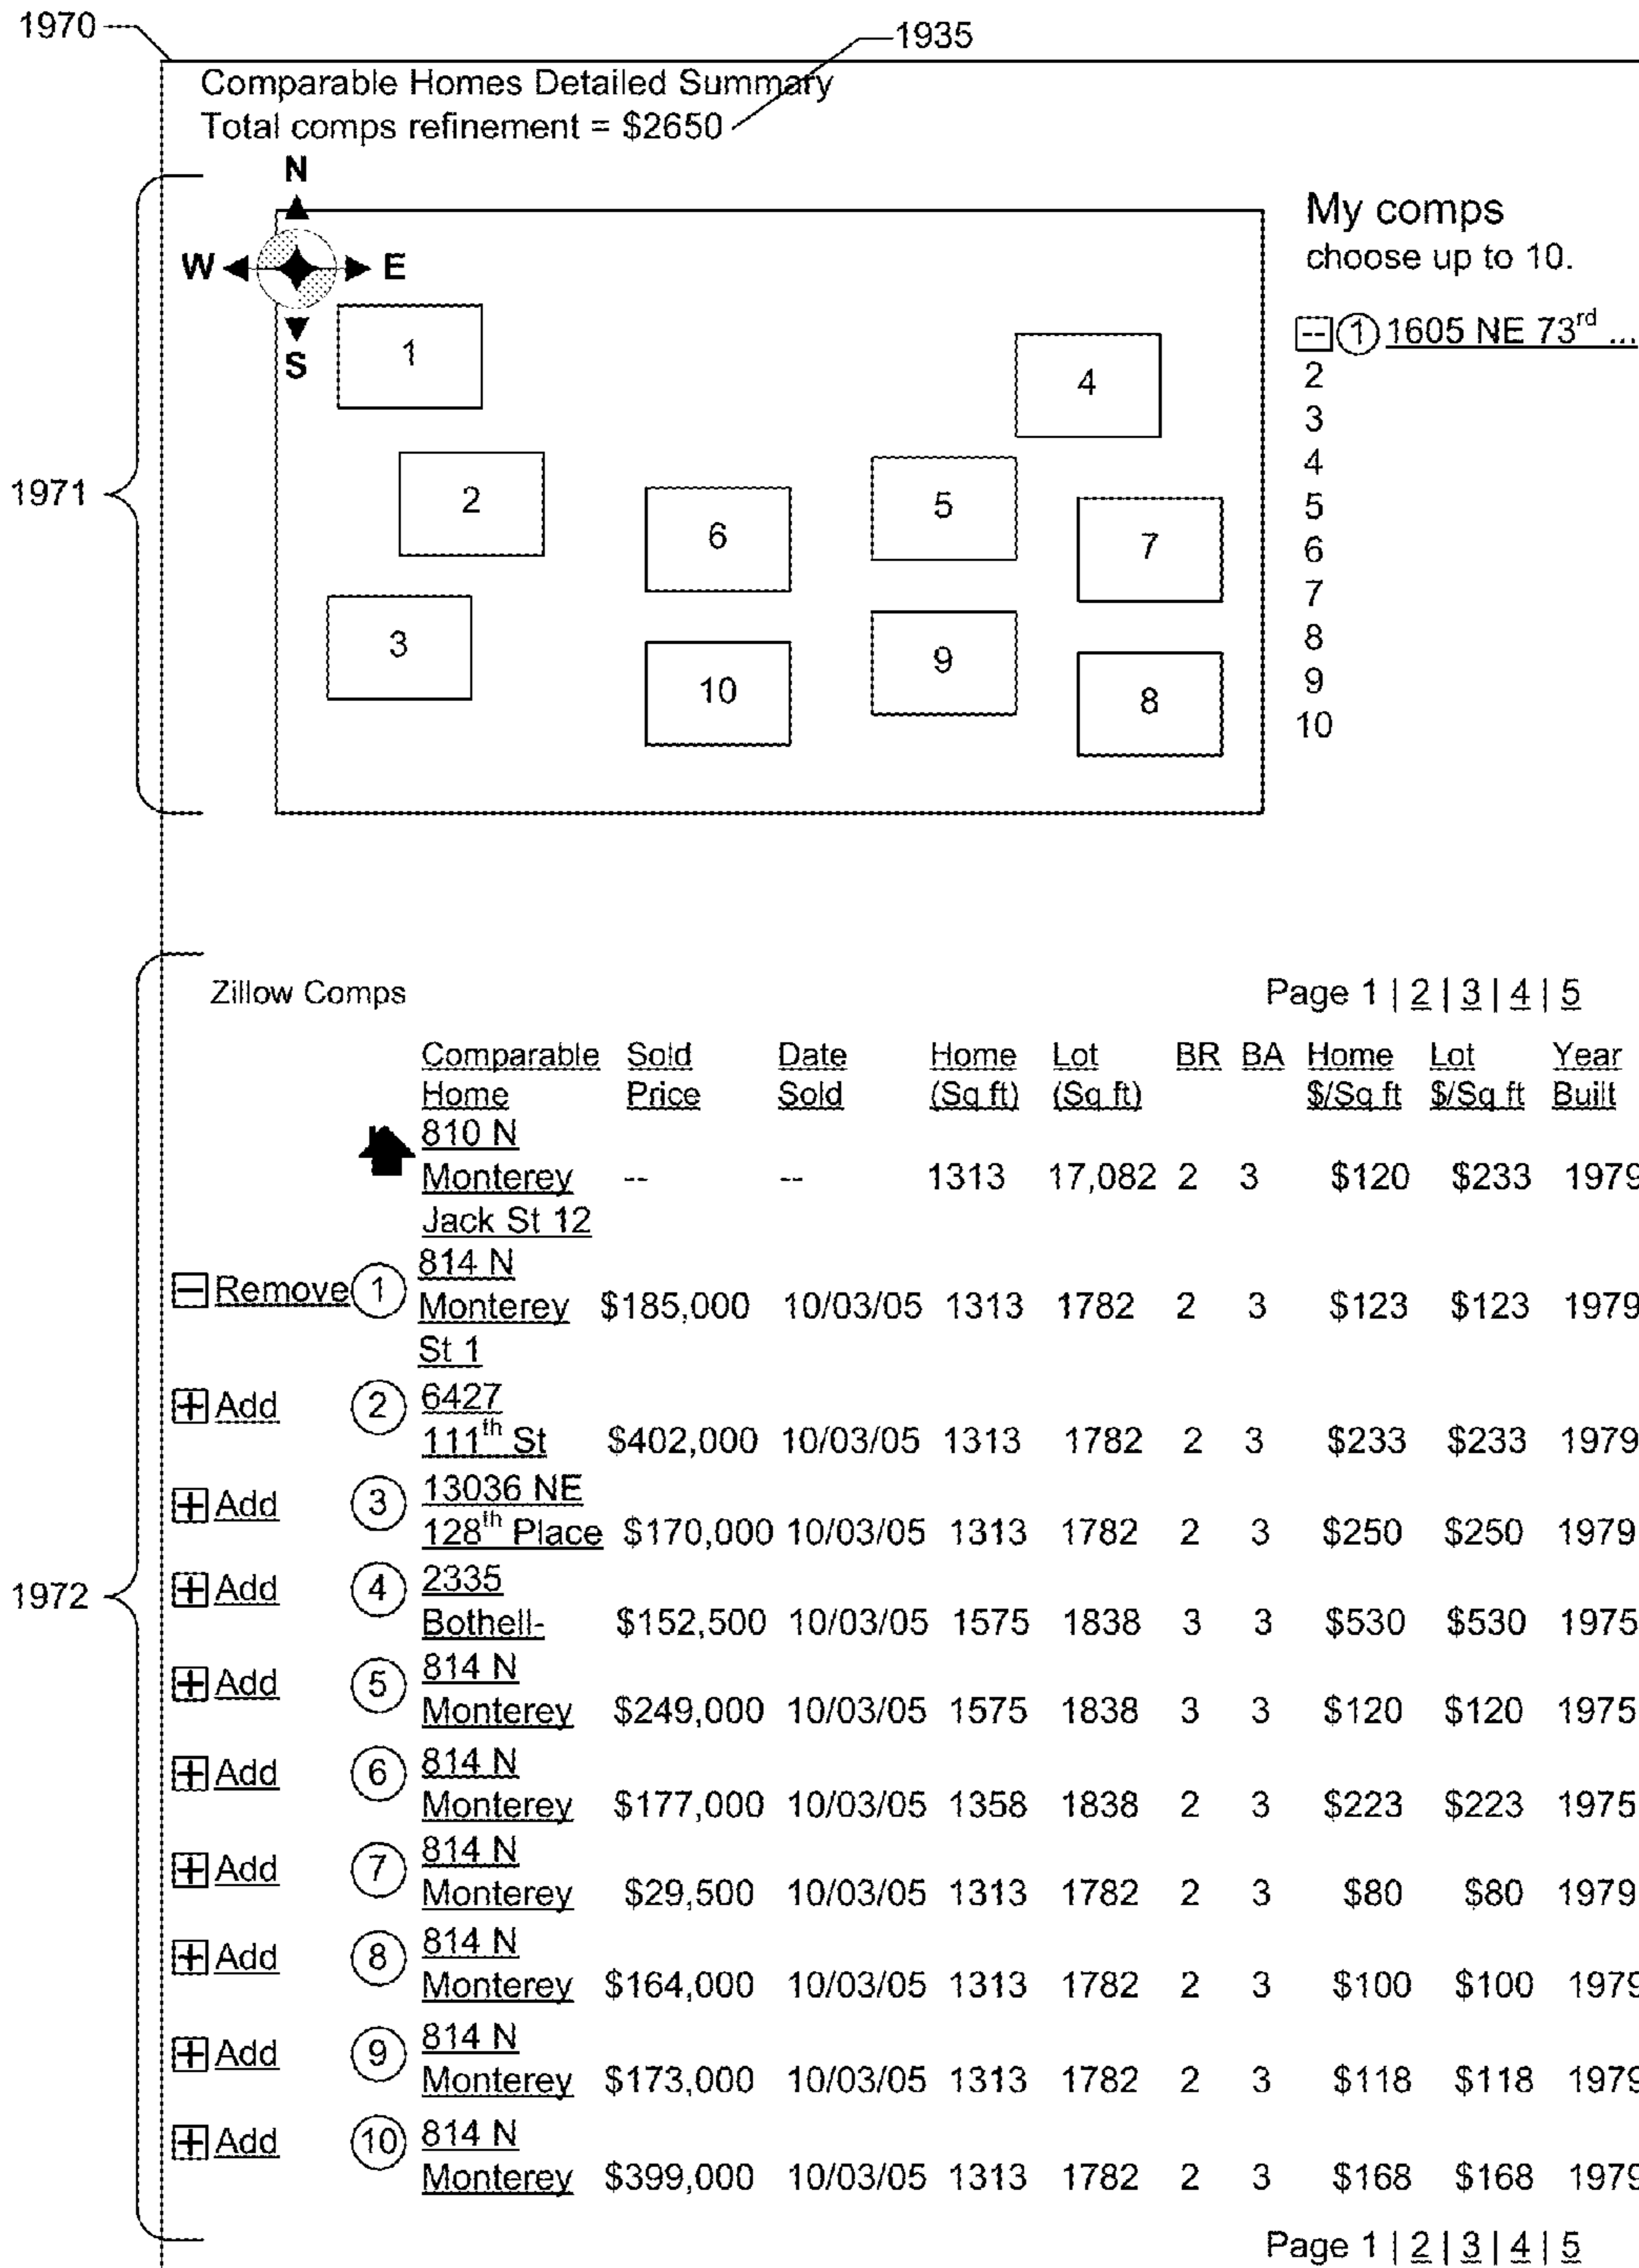 1970
1935
Comparable Homes Detailed Summary
Total comps refinement = $2650
N
W E
S
1971
1
2
3
4
5
6
7
8
9
10
My comps
choose up to 10.
-- 1 1605 NE 73rd ...
2
3
4
5
6
7
8
9
10
1972
Zillow Comps Page 1 | 2 | 3 | 4 | 5
Comparable Sold Date Home Lot BR BA Home Lot Year
Home Price Sold (Sq ft) (Sq ft) $/Sq ft $/Sq ft Built
810 N
Monterey -- -- 1313 17,082 2 3 $120 $233 1979
Jack St 12
814 N
Remove 1 Monterey $185,000 10/03/05 1313 1782 2 3 $123 $123 1979
St 1
Add 2 6427
111th St $402,000 10/03/05 1313 1782 2 3 $233 $233 1979
Add 3 13036 NE
128th Place $170,000 10/03/05 1313 1782 2 3 $250 $250 1979
Add 4 2335
Bothell- $152,500 10/03/05 1575 1838 3 3 $530 $530 1975
Add 5 814 N
Monterey $249,000 10/03/05 1575 1838 3 3 $120 $120 1975
Add 6 814 N
Monterey $177,000 10/03/05 1358 1838 2 3 $223 $223 1975
Add 7 814 N
Monterey $29,500 10/03/05 1313 1782 2 3 $80 $80 1979
Add 8 814 N
Monterey $164,000 10/03/05 1313 1782 2 3 $100 $100 1979
Add 9 814 N
Monterey $173,000 10/03/05 1313 1782 2 3 $118 $118 1979
Add 10 814 N
Monterey $399,000 10/03/05 1313 1782 2 3 $168 $168 1979
Page 1 | 2 | 3 | 4 | 5